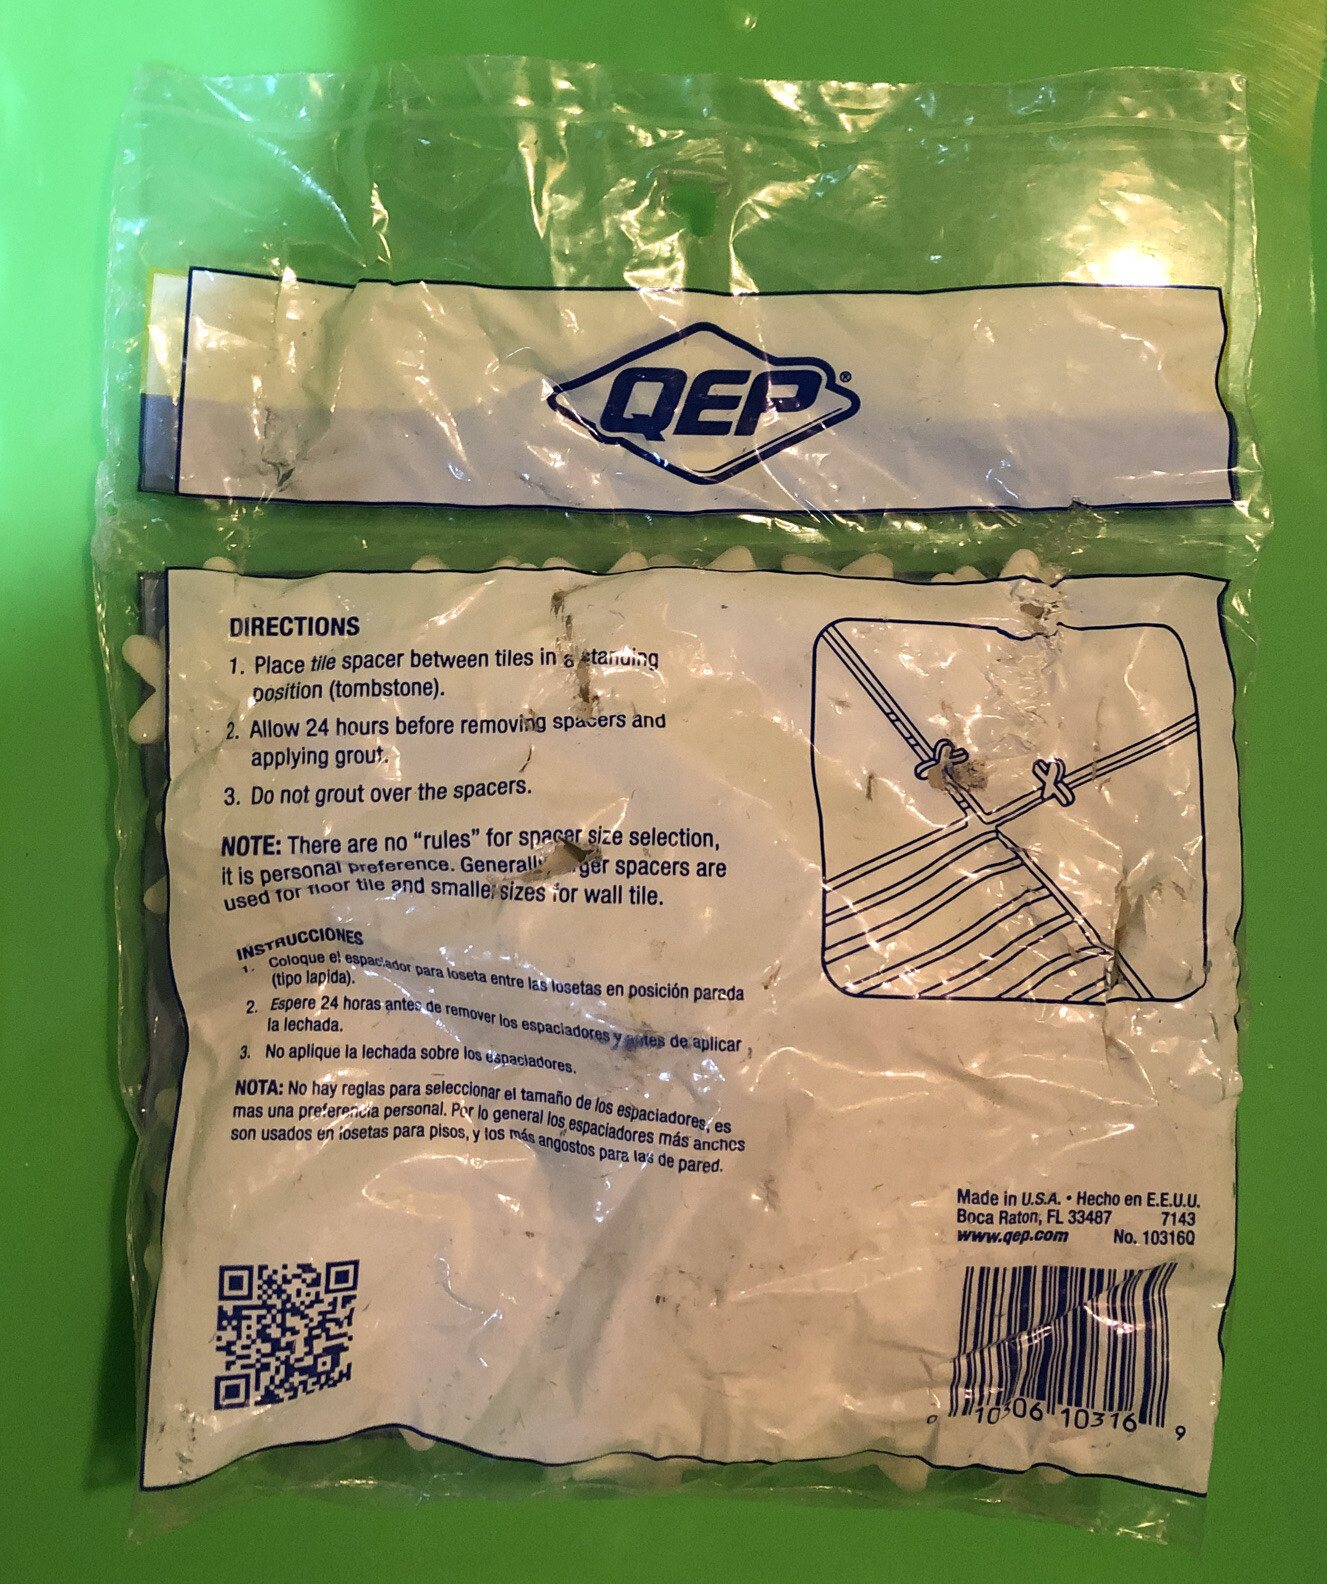 QEP®
DIRECTIONS
1. Place tile spacer between tiles in a standing
position (tombstone).
2. Allow 24 hours before removing spacers and
applying grout.
3. Do not grout over the spacers.
NOTE: There are no “rules” for spacer size selection,
it is personal preference. Generally spacers are
used for floor tile and smaller sizes for wall tile.
INSTRUCCIONES
1. Coloque el espaciador para loseta entre las losetas en posición parada
(tipo lapida).
2. Espere 24 horas antes de remover los espaciadores y antes de aplicar
la lechada.
3. No aplique la lechada sobre los espaciadores.
NOTA: No hay reglas para seleccionar el tamaño de los espaciadores, es
mas una preferencia personal. Por lo general los espaciadores más anchos
son usados en losetas para pisos, y los más angostos para las de pared.
Made in U.S.A. • Hecho en E.E.U.U.
Boca Raton, FL 33487 7143
www.qep.com No. 10316Q
0 10306 10316 9